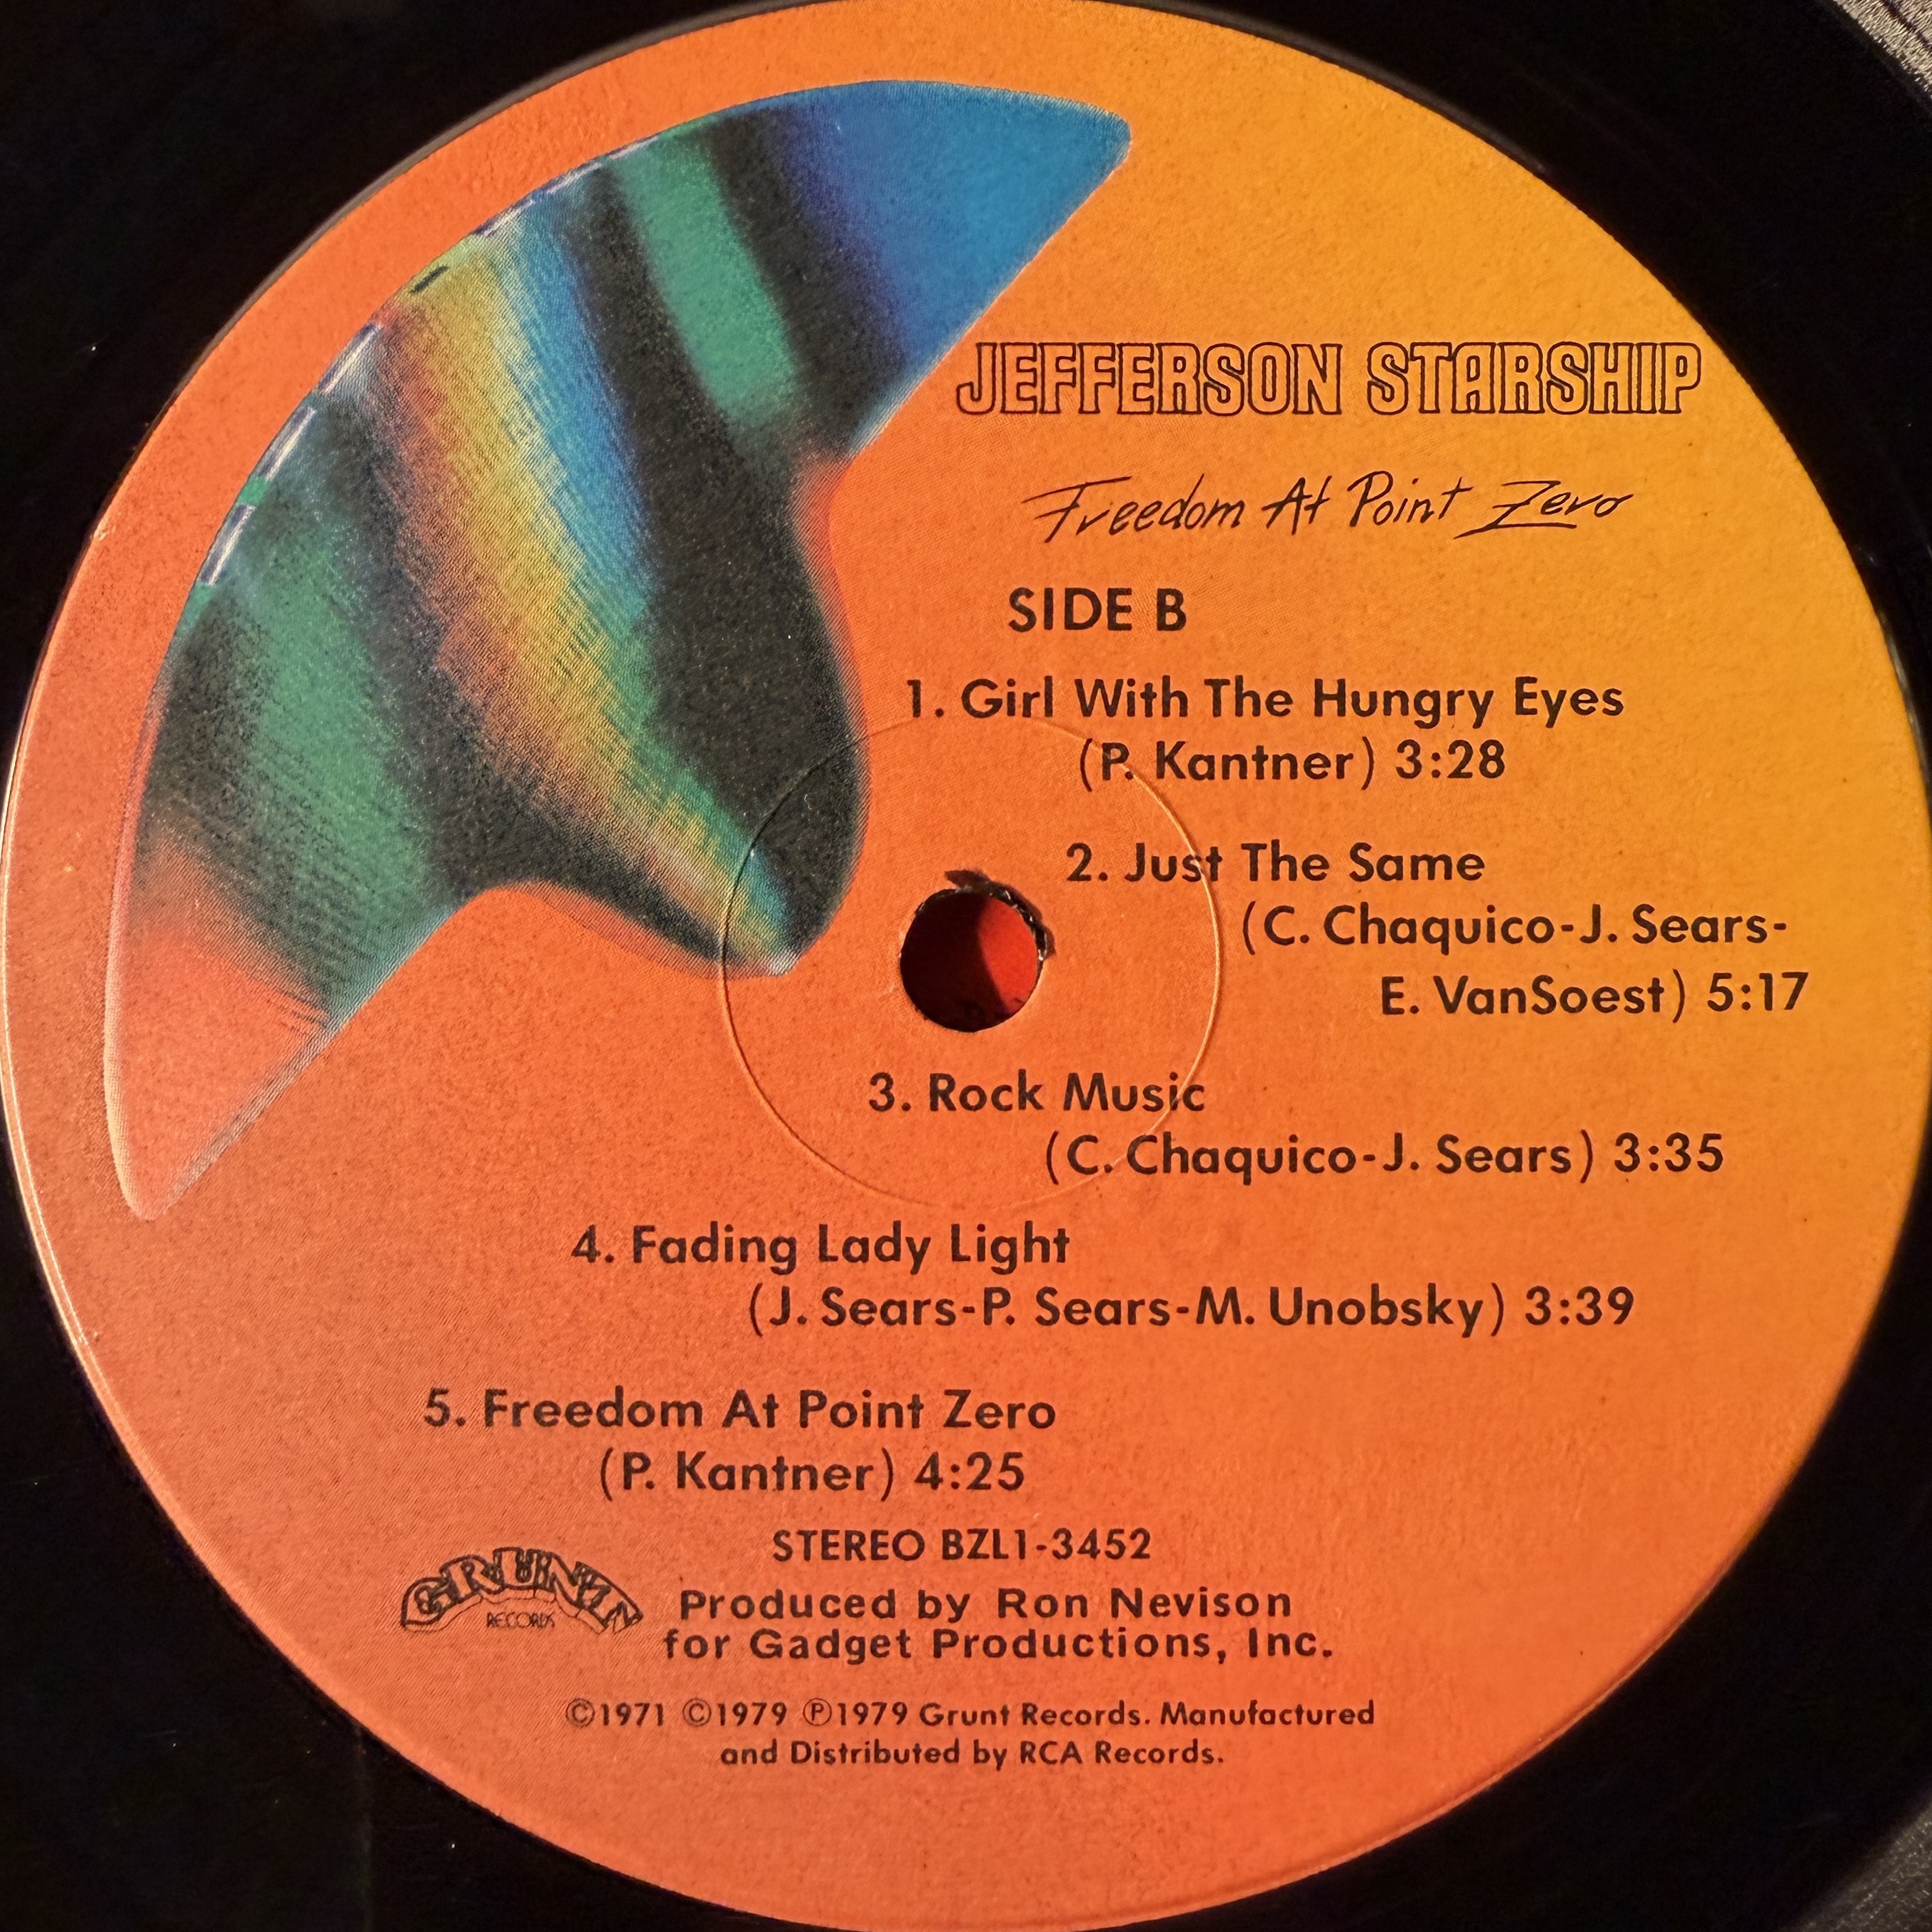 JEFFERSON STARSHIP
Freedom At Point Zero
SIDE B
1. Girl With The Hungry Eyes
(P. Kantner) 3:28
2. Just The Same
(C. Chaquico-J. Sears-
E. VanSoest) 5:17
3. Rock Music
(C. Chaquico-J. Sears) 3:35
4. Fading Lady Light
(J. Sears-P. Sears-M. Unobsky) 3:39
5. Freedom At Point Zero
(P. Kantner) 4:25
STEREO BZL1-3452
GRUNT
RECORDS
Produced by Ron Nevison
for Gadget Productions, Inc.
©1971 ©1979 ℗1979 Grunt Records. Manufactured
and Distributed by RCA Records.